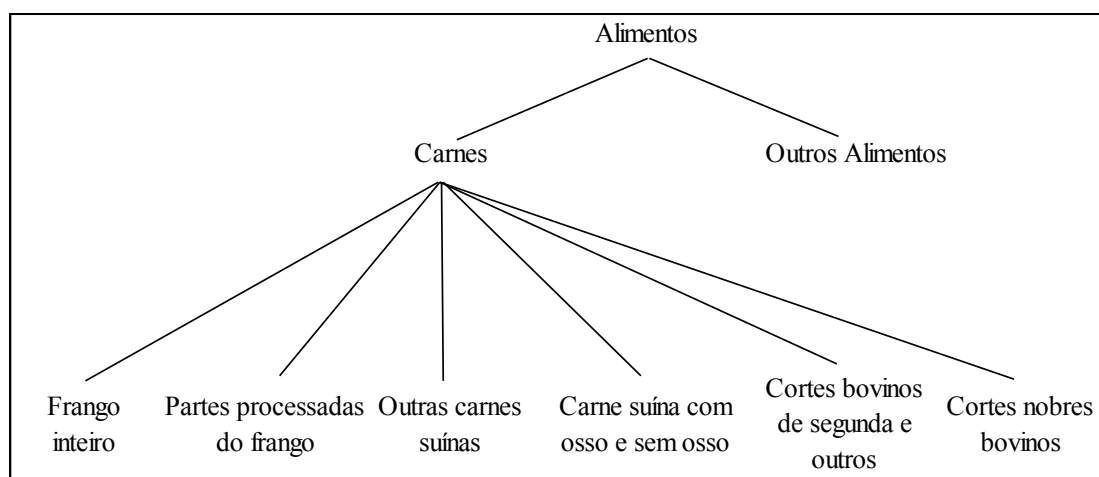 Alimentos
Carnes
Outros Alimentos
Frango
inteiro
Partes processadas
do frango
Outras carnes
suínas
Carne suína com
osso e sem osso
Cortes bovinos
de segunda e
outros
Cortes nobres
bovinos